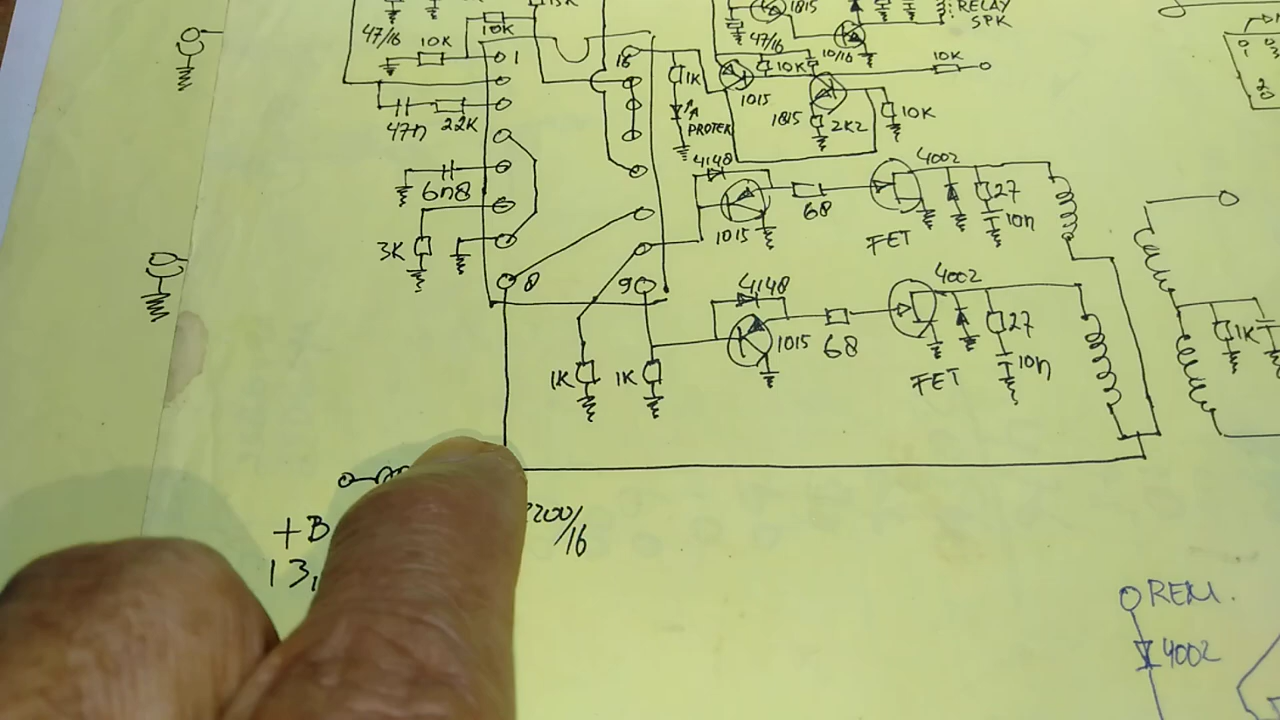 15K
1815
RELAY
SPK
47/16
10K
10K
1
16
1K
47/16
10K
10/16
10K
1015
1815
2K2
10K
47n
22K
PROTEK
4148
4002
6n8
68
27
10n
3K
1015
FET
8
9
4148
4002
1015
68
27
10n
1K
1K
1K
FET
+B
13,
2200/16
REM.
4002